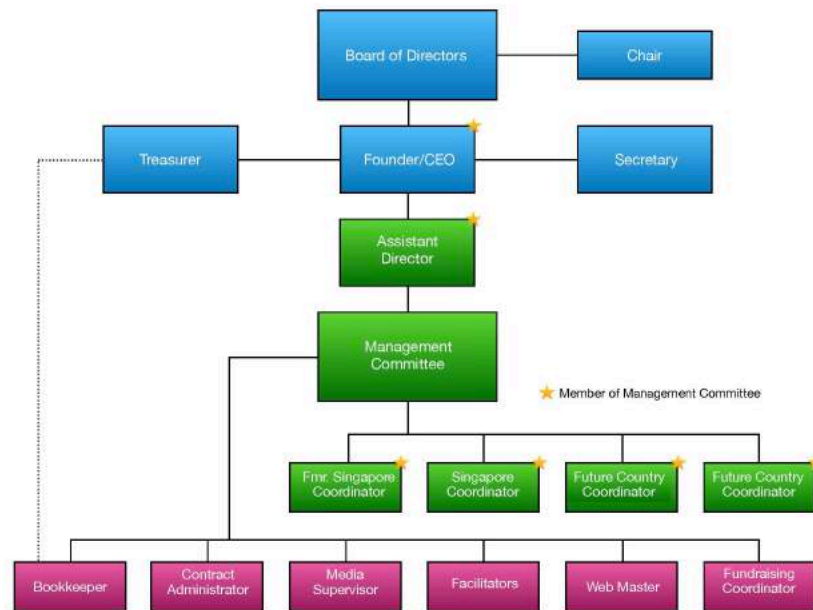 Board of Directors
Chair
Treasurer
Founder/CEO
Secretary
Assistant
Director
Management
Committee
Member of Management Committee
Fmr. Singapore
Coordinator
Singapore
Coordinator
Future Country
Coordinator
Future Country
Coordinator
Bookkeeper
Contract
Administrator
Media
Supervisor
Facilitators
Web Master
Fundraising
Coordinator